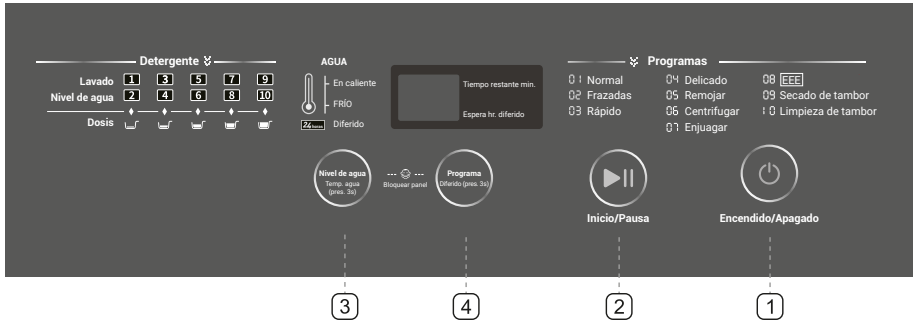 Detergente
Lavado 1 3 5 7 9
Nivel de agua 2 4 6 8 10
Dosis
AGUA
En caliente
FRÍO
24 horas Diferido
Tiempo restante min.
Espera hr. diferido
Programas
01 Normal
02 Frazadas
03 Rápido
04 Delicado
05 Remojar
06 Centrifugar
07 Enjuagar
08 EEE
09 Secado de tambor
10 Limpieza de tambor
Nivel de agua
Temp. agua
(pres. 3s)
Bloquear panel
Programa
Diferido (pres. 3s)
Inicio/Pausa
Encendido/Apagado
3
4
2
1